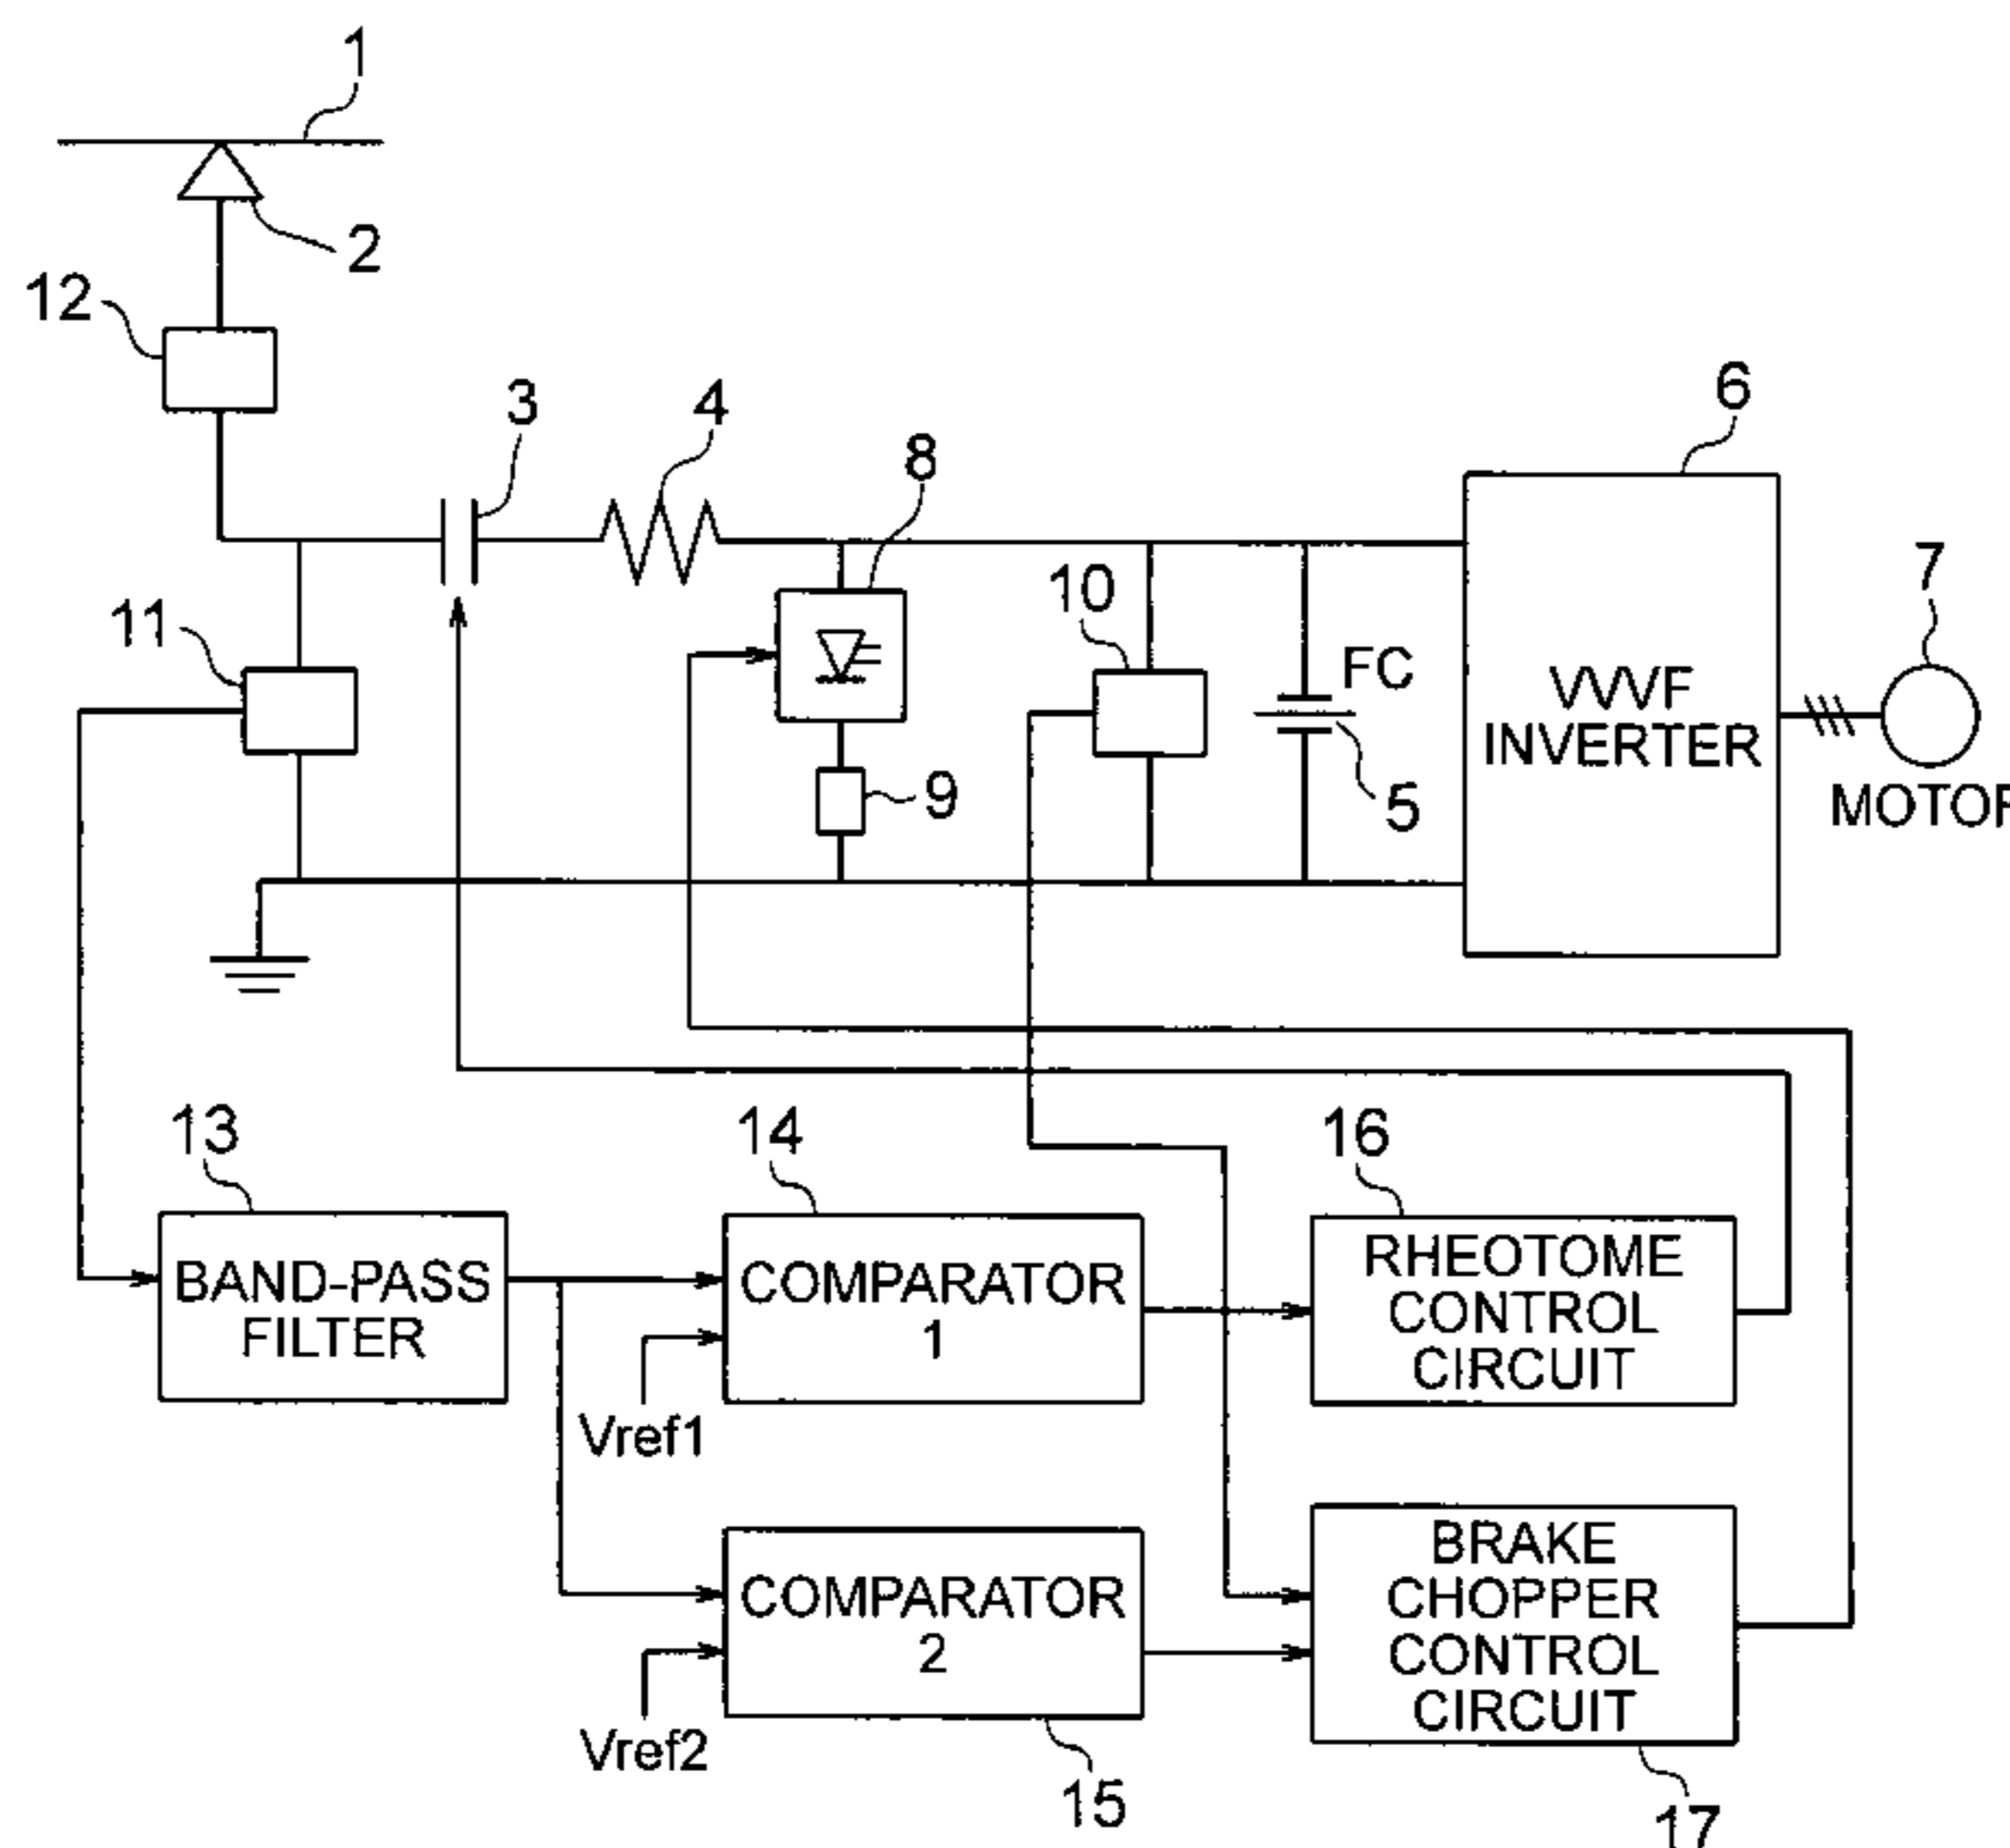 1
2
12
3
4
8
6
11
10
7
FC
VVVF
INVERTER
9
5
MOTOR
13
14
16
BAND-PASS
FILTER
COMPARATOR
1
RHEOTOME
CONTROL
CIRCUIT
Vref1
COMPARATOR
2
BRAKE
CHOPPER
CONTROL
CIRCUIT
Vref2
15
17